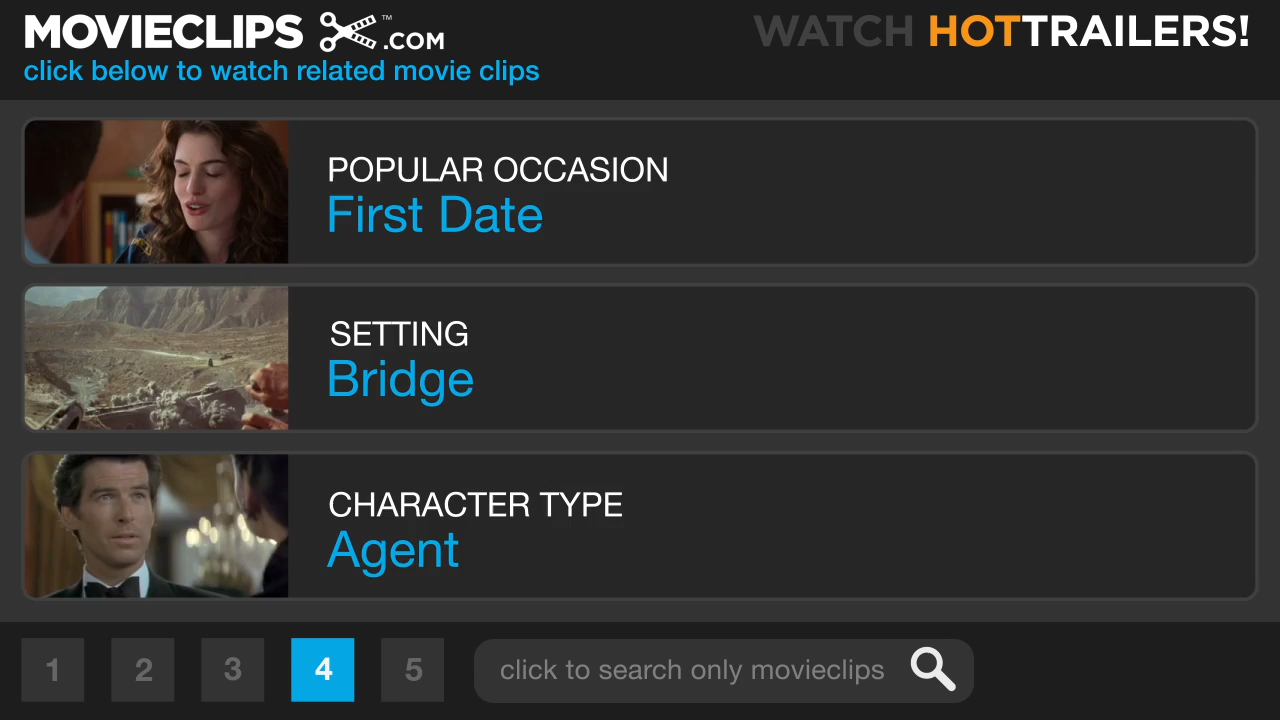 MOVIECLIPS ™ .COM
WATCH HOTTRAILERS!
click below to watch related movie clips
POPULAR OCCASION
First Date
SETTING
Bridge
CHARACTER TYPE
Agent
1 2 3 4 5 click to search only movieclips